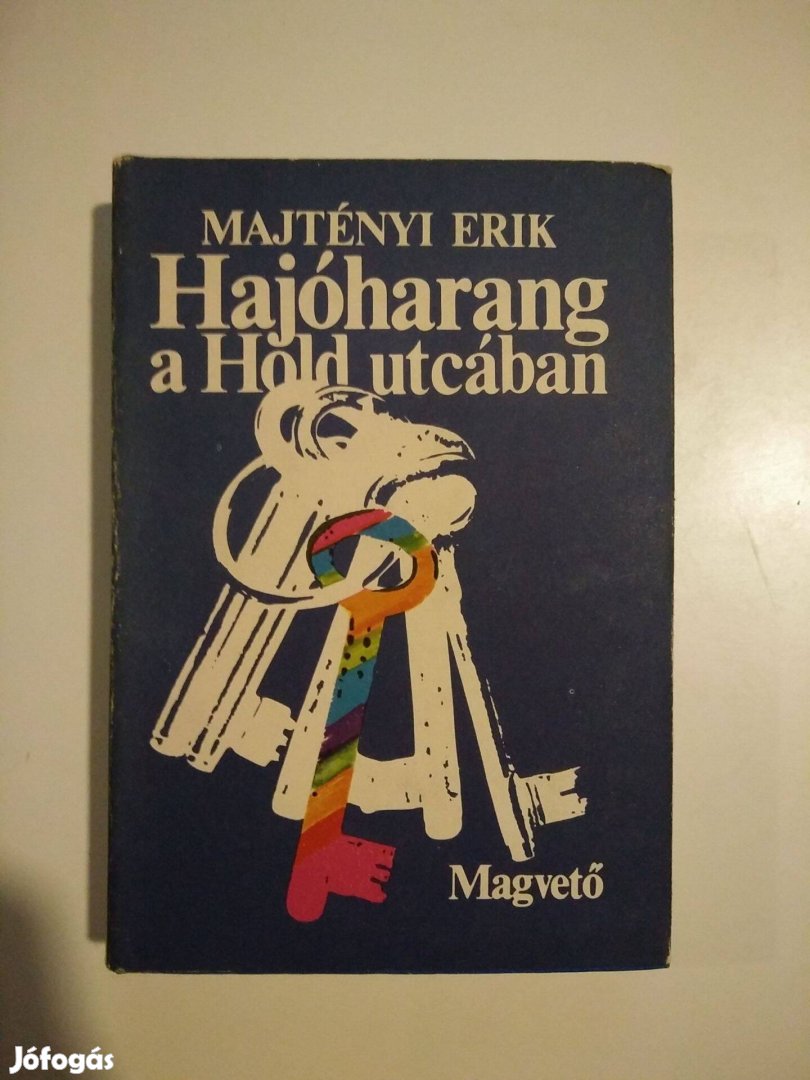 MAJTÉNYI ERIK
Hajóharang
a Hold utcában
Magvető
Jófogás